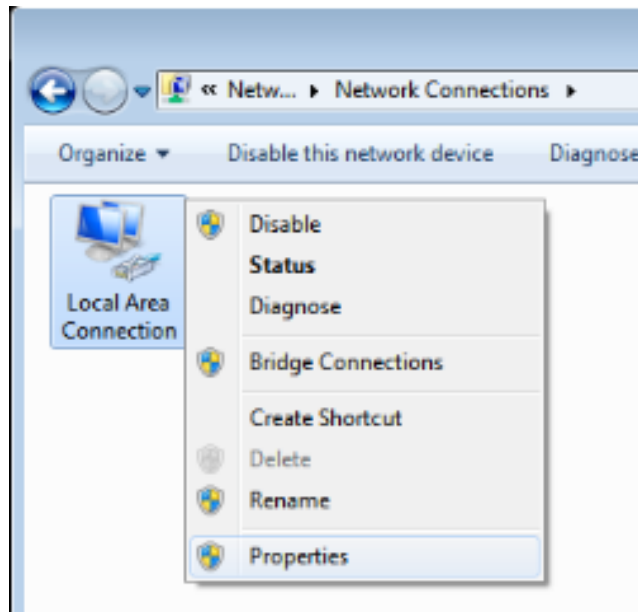 « Netw... ▸ Network Connections ▸
Organize ▾ Disable this network device Diagnose
Local Area
Connection
Disable
Status
Diagnose
Bridge Connections
Create Shortcut
Delete
Rename
Properties